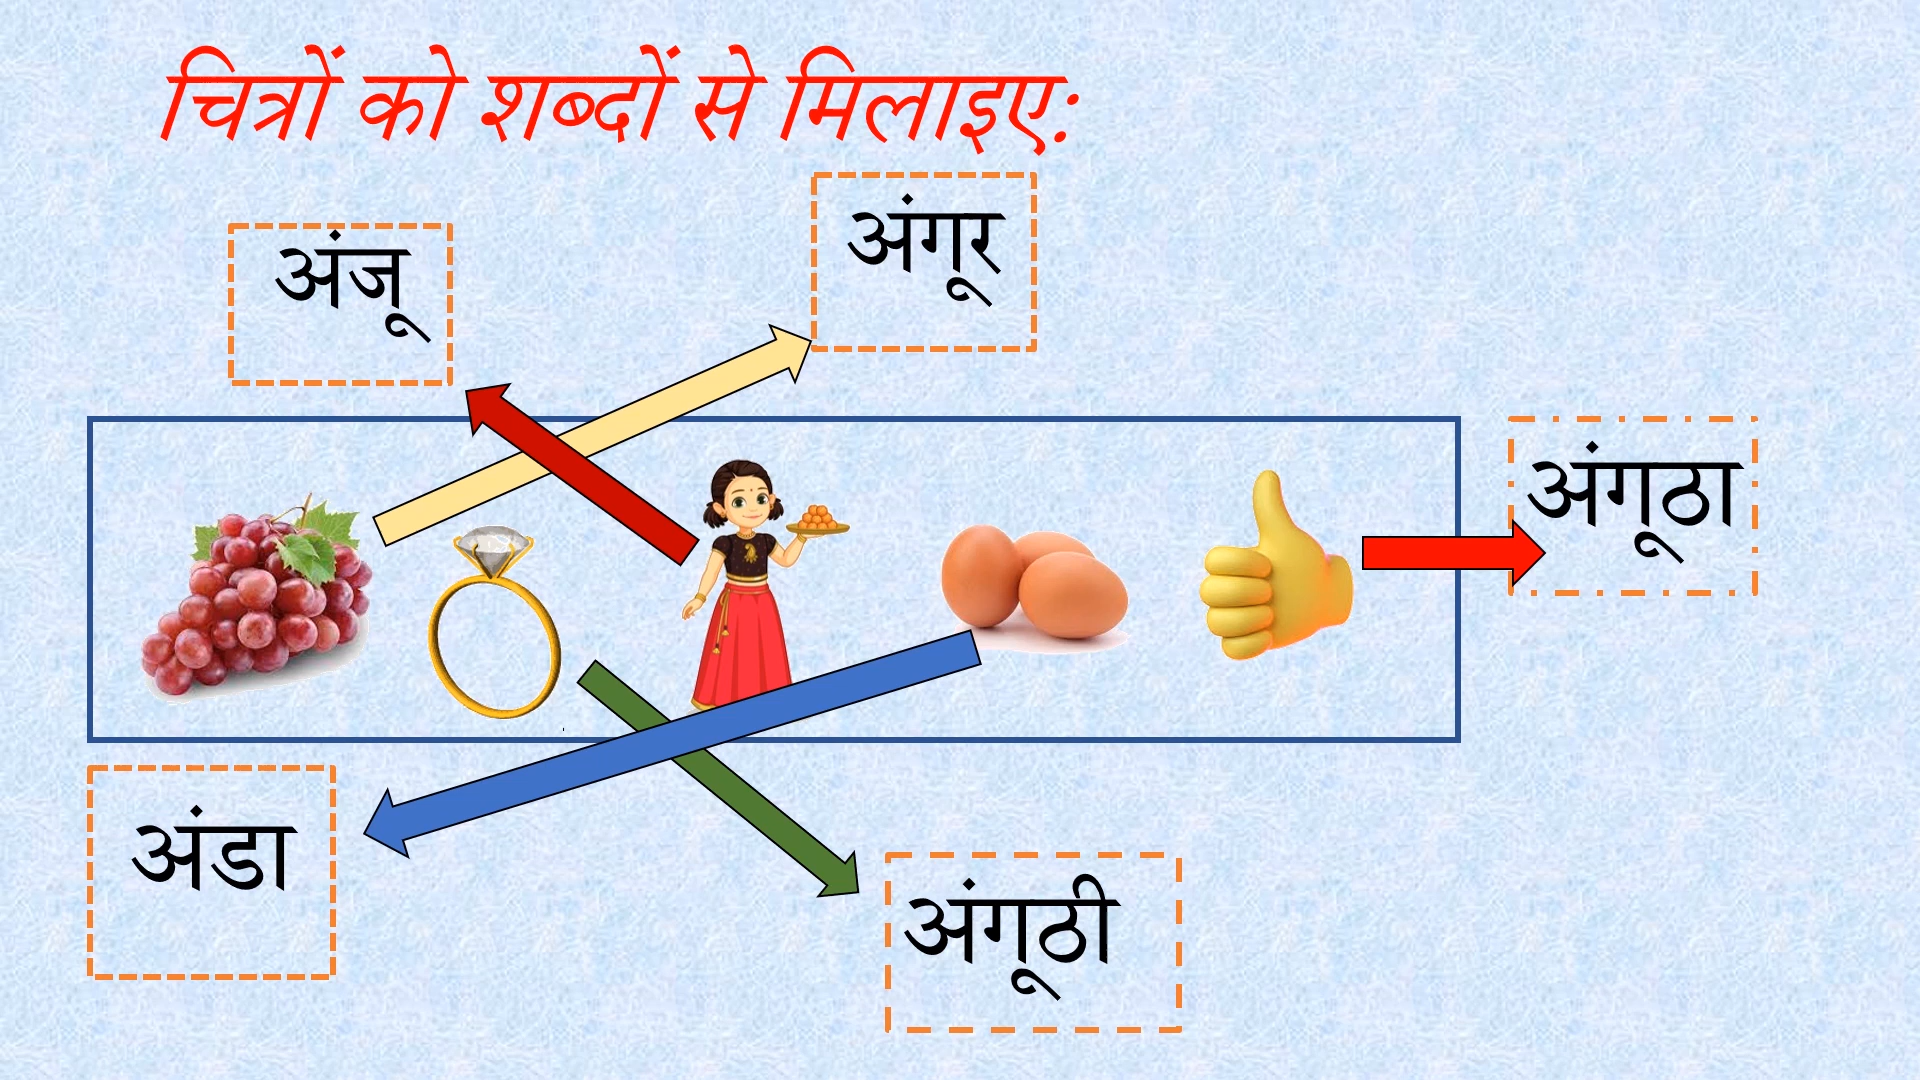 चित्रों को शब्दों से मिलाइए:
अंजू
अंगूर
अंगूठा
अंडा
अंगूठी